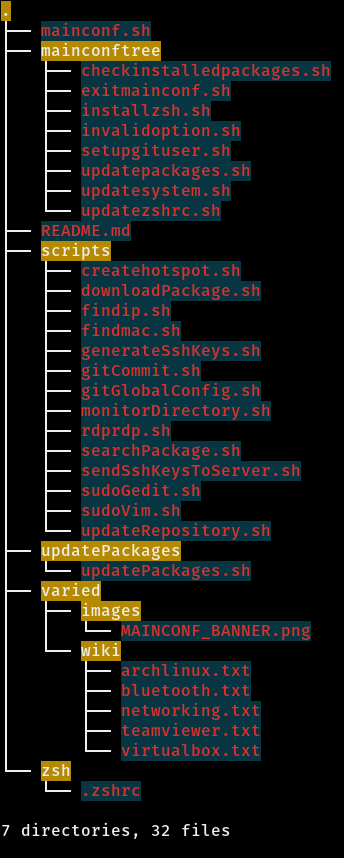 .
├── mainconf.sh
├── mainconftree
│   ├── checkinstalledpackages.sh
│   ├── exitmainconf.sh
│   ├── installzsh.sh
│   ├── invalidoption.sh
│   ├── setupgituser.sh
│   ├── updatepackages.sh
│   ├── updatesystem.sh
│   └── updatezshrc.sh
├── README.md
├── scripts
│   ├── createhotspot.sh
│   ├── downloadPackage.sh
│   ├── findip.sh
│   ├── findmac.sh
│   ├── generateSshKeys.sh
│   ├── gitCommit.sh
│   ├── gitGlobalConfig.sh
│   ├── monitorDirectory.sh
│   ├── rdprdp.sh
│   ├── searchPackage.sh
│   ├── sendSshKeysToServer.sh
│   ├── sudoGedit.sh
│   ├── sudoVim.sh
│   └── updateRepository.sh
├── updatePackages
│   └── updatePackages.sh
├── varied
│   ├── images
│   │   └── MAINCONF_BANNER.png
│   └── wiki
│       ├── archlinux.txt
│       ├── bluetooth.txt
│       ├── networking.txt
│       ├── teamviewer.txt
│       └── virtualbox.txt
└── zsh
    └── .zshrc

7 directories, 32 files